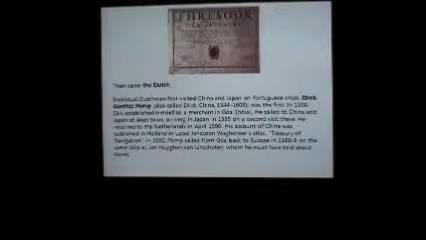 THRESOOR
Then came the Dutch.
Individual Dutchmen first visited China and Japan on Portuguese ships. Dirck
Gerritsz Pomp (also called Dirck China, 1544-1608), was the first. In 1568
Dirk established himself as a merchant in Goa (India). He sailed to China and
Japan at least twice, arriving in Japan in 1585 on a second visit there. He
returned to the Netherlands in April 1590. His account of China was
published in Holland in Lucas Janszoon Waghenaer's atlas, "Treasury of
Navigation" in 1592. Pomp sailed from Goa back to Europe in 1588-9 on the
same ship as Jan Huyghen van Linschoten, whom he must have told about
Korea.